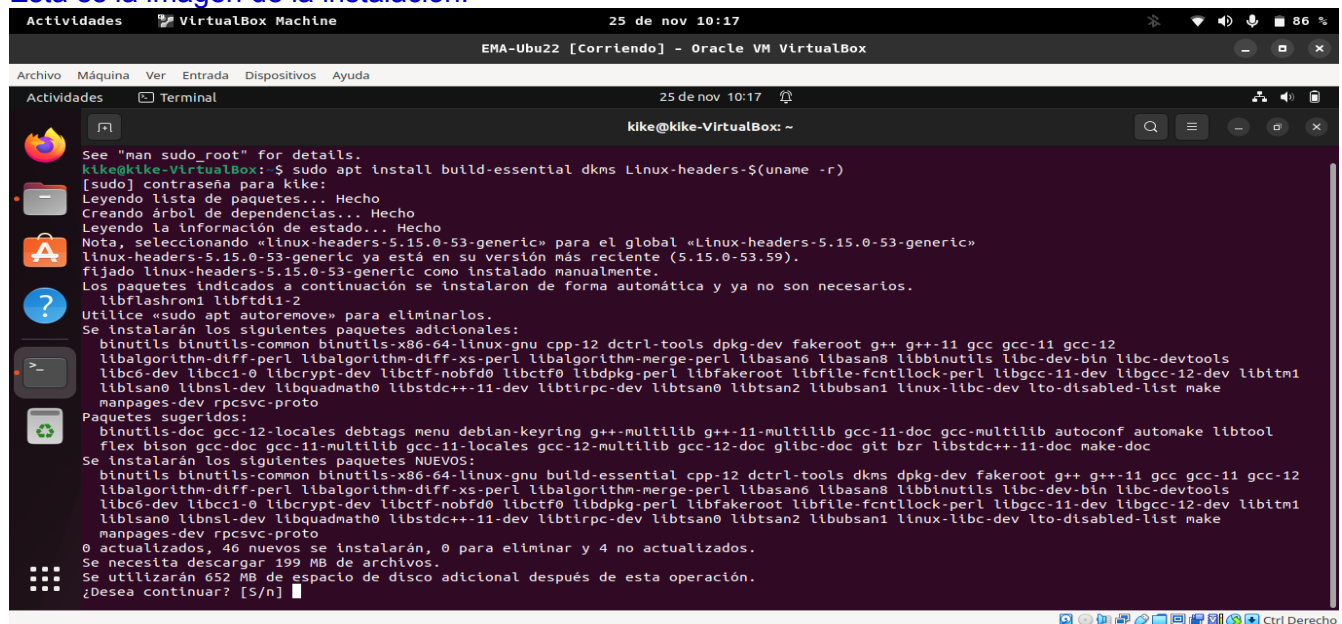 Esta es la imagen de la instalación:
Actividades VirtualBox Machine 25 de nov 10:17 86 %
EMA-Ubu22 [Corriendo] - Oracle VM VirtualBox
Archivo Máquina Ver Entrada Dispositivos Ayuda
Actividades Terminal 25 de nov 10:17
kike@kike-VirtualBox: ~
See "man sudo_root" for details.
kike@kike-VirtualBox:~$ sudo apt install build-essential dkms Linux-headers-$(uname -r)
[sudo] contraseña para kike:
Leyendo lista de paquetes... Hecho
Creando árbol de dependencias... Hecho
Leyendo la información de estado... Hecho
Nota, seleccionando «linux-headers-5.15.0-53-generic» para el global «Linux-headers-5.15.0-53-generic»
linux-headers-5.15.0-53-generic ya está en su versión más reciente (5.15.0-53.59).
fijado linux-headers-5.15.0-53-generic como instalado manualmente.
Los paquetes indicados a continuación se instalaron de forma automática y ya no son necesarios.
libflashrom1 libftdi1-2
Utilice «sudo apt autoremove» para eliminarlos.
Se instalarán los siguientes paquetes adicionales:
binutils binutils-common binutils-x86-64-linux-gnu cpp-12 dctrl-tools dpkg-dev fakeroot g++ g++-11 gcc gcc-11 gcc-12
libalgorithm-diff-perl libalgorithm-diff-xs-perl libalgorithm-merge-perl libasan6 libasan8 libbinutils libc-dev-bin libc-devtools
libc6-dev libcc1-0 libcrypt-dev libctf-nobfd0 libctf0 libdpkg-perl libfakeroot libfile-fcntllock-perl libgcc-11-dev libgcc-12-dev libitm1
liblsan0 libnsl-dev libquadmath0 libstdc++-11-dev libtirpc-dev libtsan0 libtsan2 libubsan1 linux-libc-dev lto-disabled-list make
manpages-dev rpcsvc-proto
Paquetes sugeridos:
binutils-doc gcc-12-locales debtags menu debian-keyring g++-multilib g++-11-multilib gcc-11-doc gcc-multilib autoconf automake libtool
flex bison gcc-doc gcc-11-multilib gcc-11-locales gcc-12-multilib gcc-12-doc glibc-doc git bzr libstdc++-11-doc make-doc
Se instalarán los siguientes paquetes NUEVOS:
binutils binutils-common binutils-x86-64-linux-gnu build-essential cpp-12 dctrl-tools dkms dpkg-dev fakeroot g++ g++-11 gcc gcc-11 gcc-12
libalgorithm-diff-perl libalgorithm-diff-xs-perl libalgorithm-merge-perl libasan6 libasan8 libbinutils libc-dev-bin libc-devtools
libc6-dev libcc1-0 libcrypt-dev libctf-nobfd0 libctf0 libdpkg-perl libfakeroot libfile-fcntllock-perl libgcc-11-dev libgcc-12-dev libitm1
liblsan0 libnsl-dev libquadmath0 libstdc++-11-dev libtirpc-dev libtsan0 libtsan2 libubsan1 linux-libc-dev lto-disabled-list make
manpages-dev rpcsvc-proto
0 actualizados, 46 nuevos se instalarán, 0 para eliminar y 4 no actualizados.
Se necesita descargar 199 MB de archivos.
Se utilizarán 652 MB de espacio de disco adicional después de esta operación.
¿Desea continuar? [S/n]
Ctrl Derecho